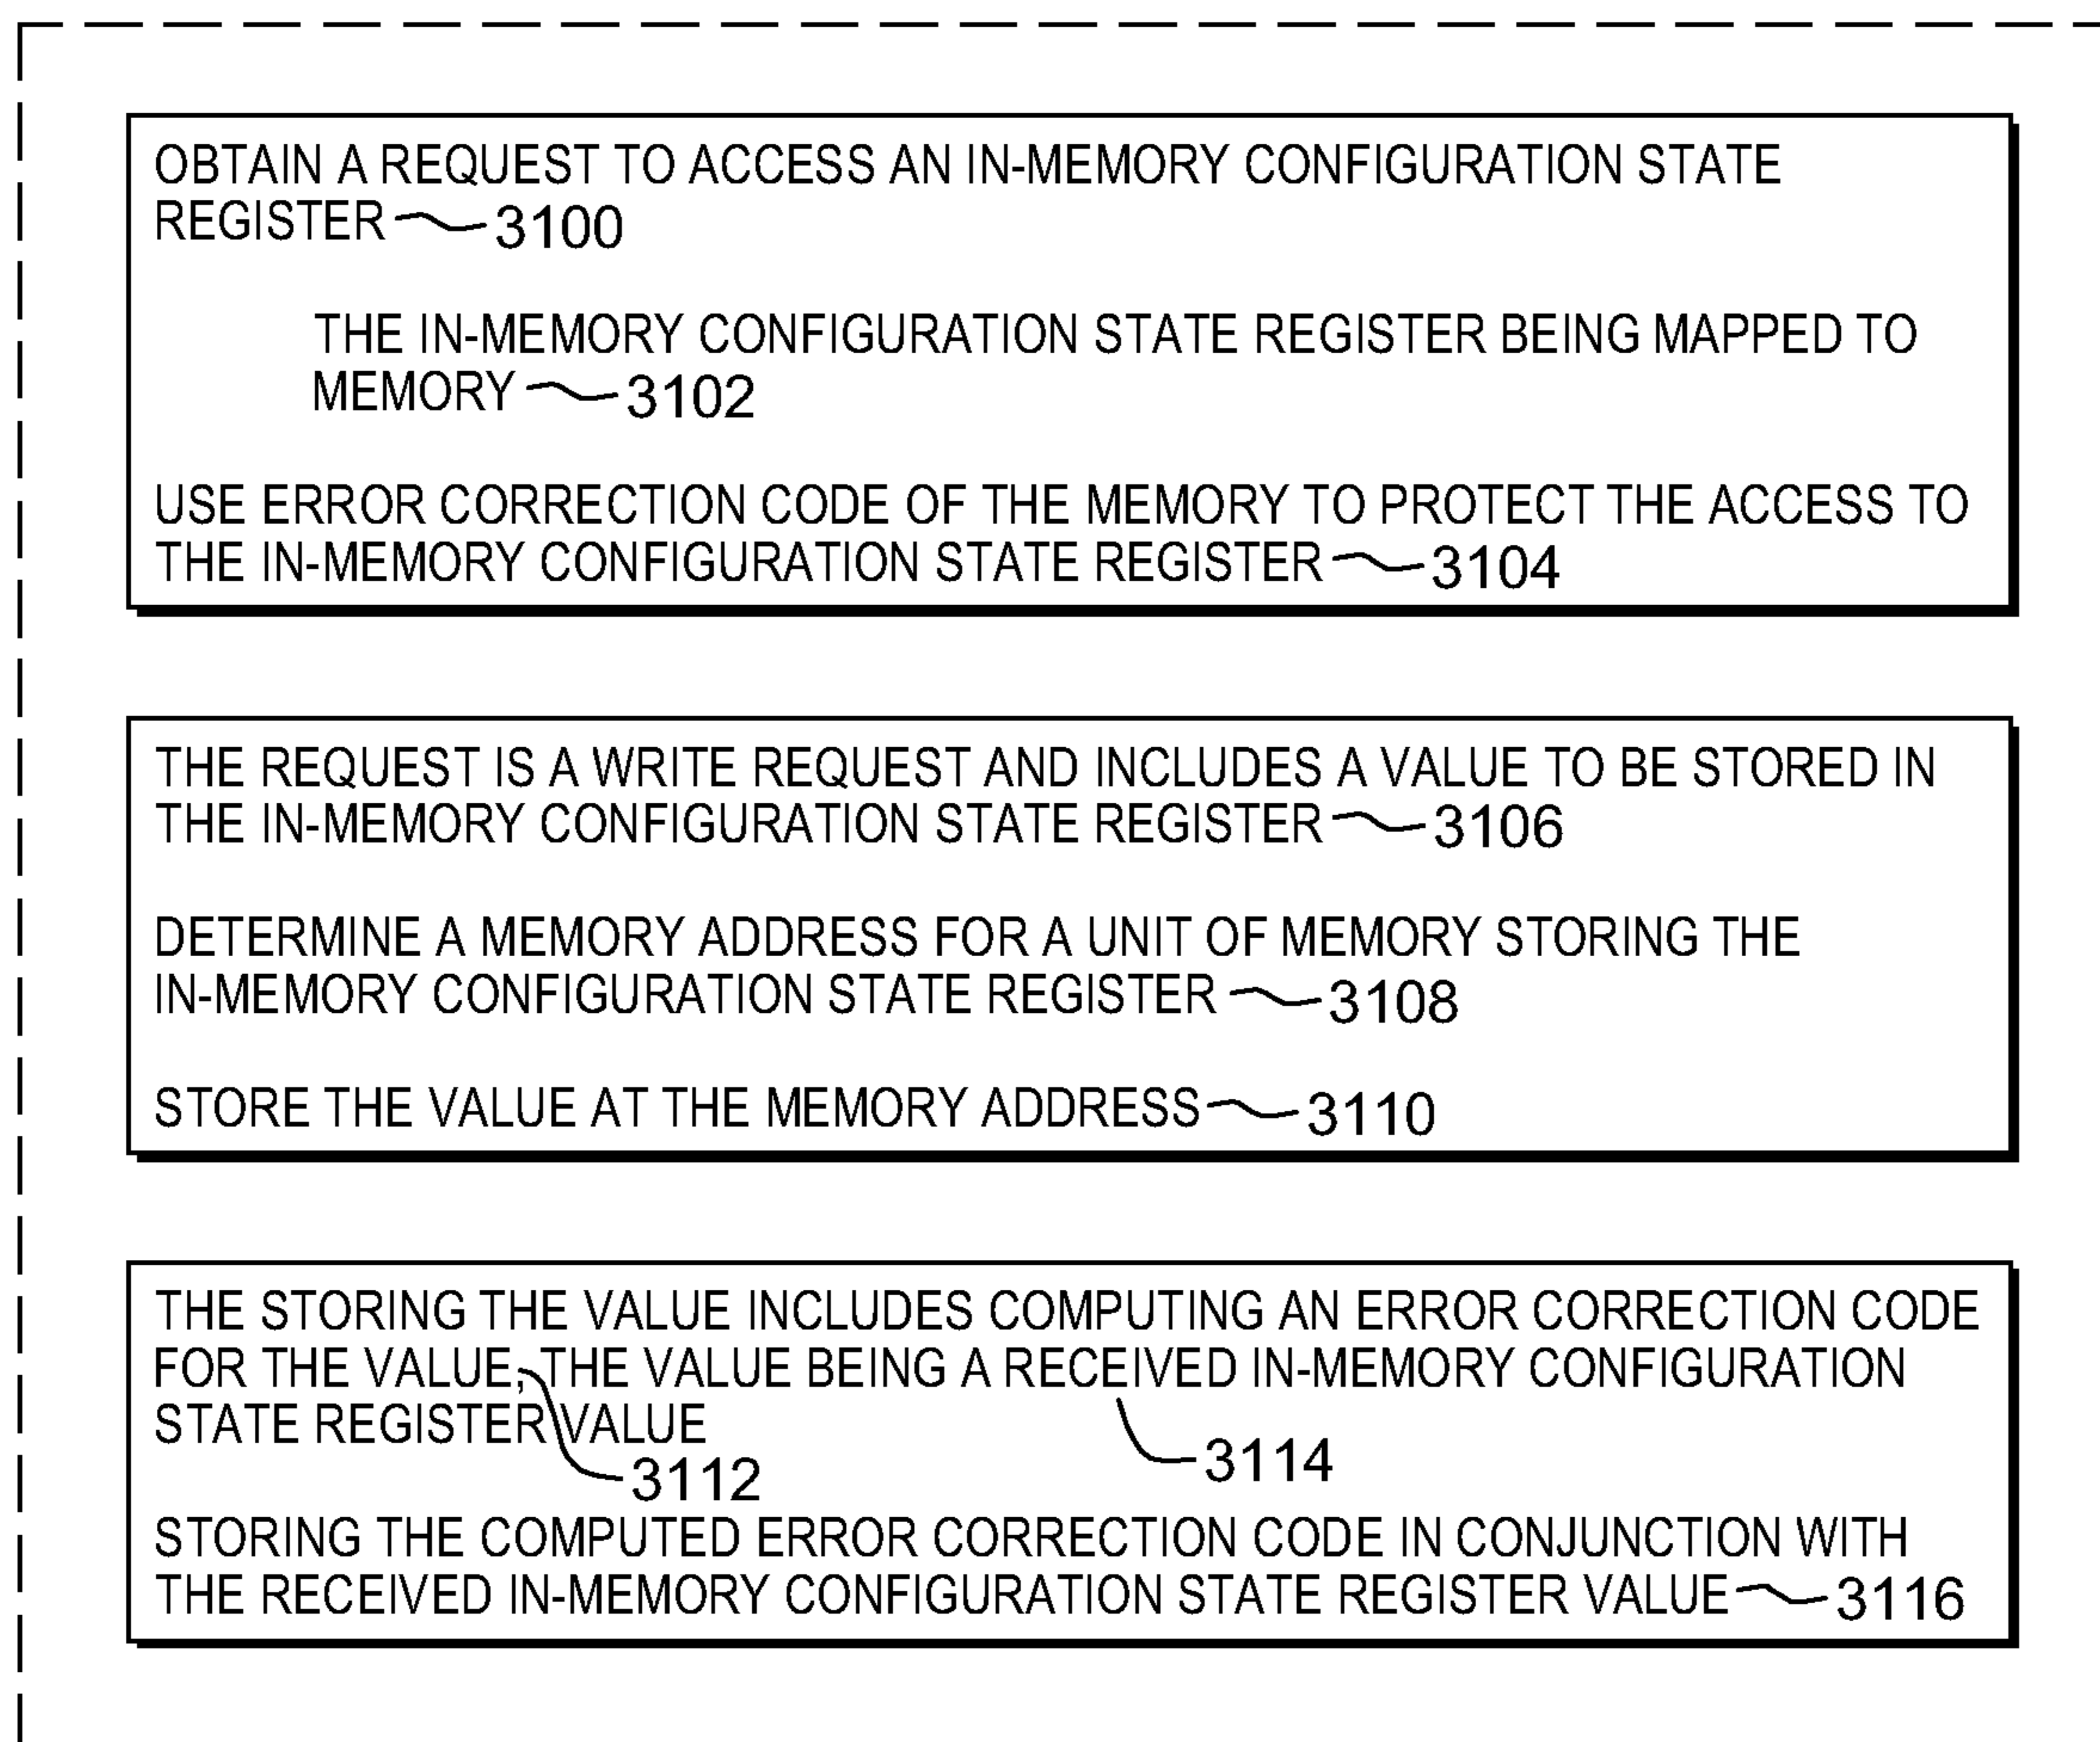 OBTAIN A REQUEST TO ACCESS AN IN-MEMORY CONFIGURATION STATE
REGISTER 3100
THE IN-MEMORY CONFIGURATION STATE REGISTER BEING MAPPED TO
MEMORY 3102
USE ERROR CORRECTION CODE OF THE MEMORY TO PROTECT THE ACCESS TO
THE IN-MEMORY CONFIGURATION STATE REGISTER 3104
THE REQUEST IS A WRITE REQUEST AND INCLUDES A VALUE TO BE STORED IN
THE IN-MEMORY CONFIGURATION STATE REGISTER 3106
DETERMINE A MEMORY ADDRESS FOR A UNIT OF MEMORY STORING THE
IN-MEMORY CONFIGURATION STATE REGISTER 3108
STORE THE VALUE AT THE MEMORY ADDRESS 3110
THE STORING THE VALUE INCLUDES COMPUTING AN ERROR CORRECTION CODE
FOR THE VALUE, THE VALUE BEING A RECEIVED IN-MEMORY CONFIGURATION
STATE REGISTER VALUE
3112 3114
STORING THE COMPUTED ERROR CORRECTION CODE IN CONJUNCTION WITH
THE RECEIVED IN-MEMORY CONFIGURATION STATE REGISTER VALUE 3116